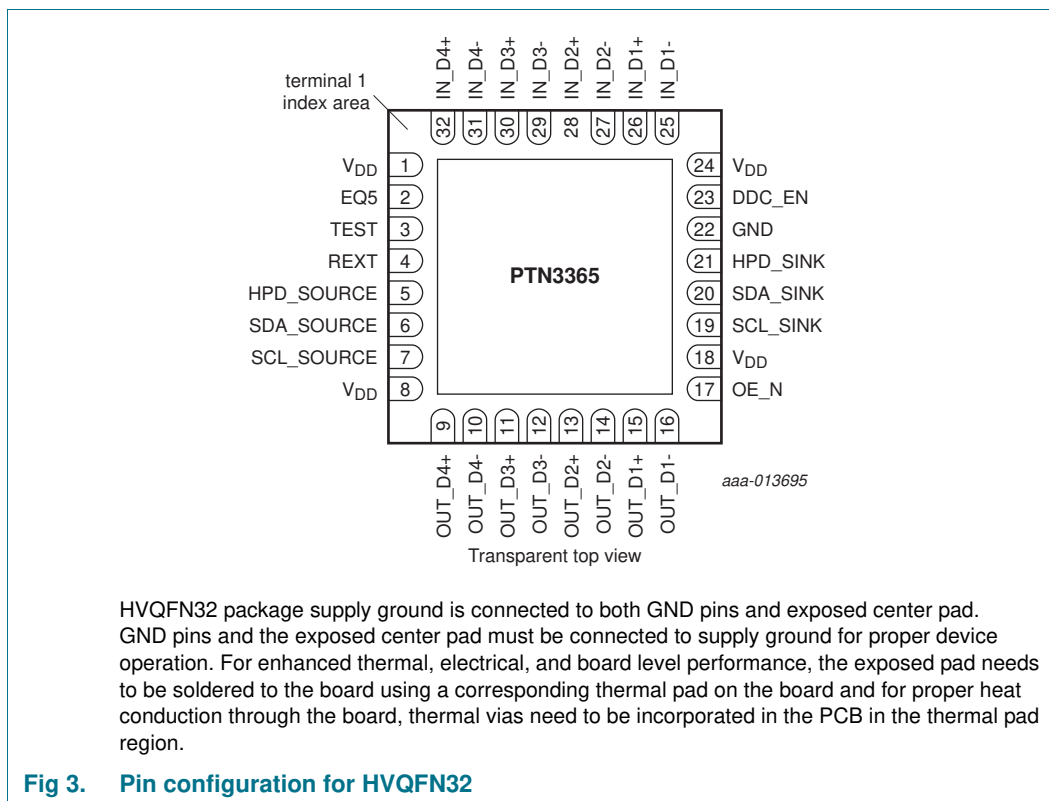 IN_D4+
IN_D4-
IN_D3+
IN_D3-
IN_D2+
IN_D2-
IN_D1+
IN_D1-
terminal 1
index area
32
31
30
29
28
27
26
25
VDD 1
EQ5 2
TEST 3
REXT 4
HPD_SOURCE 5
SDA_SOURCE 6
SCL_SOURCE 7
VDD 8
PTN3365
24 VDD
23 DDC_EN
22 GND
21 HPD_SINK
20 SDA_SINK
19 SCL_SINK
18 VDD
17 OE_N
9
10
11
12
13
14
15
16
OUT_D4+
OUT_D4-
OUT_D3+
OUT_D3-
OUT_D2+
OUT_D2-
OUT_D1+
OUT_D1-
aaa-013695
Transparent top view
HVQFN32 package supply ground is connected to both GND pins and exposed center pad.
GND pins and the exposed center pad must be connected to supply ground for proper device
operation. For enhanced thermal, electrical, and board level performance, the exposed pad needs
to be soldered to the board using a corresponding thermal pad on the board and for proper heat
conduction through the board, thermal vias need to be incorporated in the PCB in the thermal pad
region.
Fig 3. Pin configuration for HVQFN32